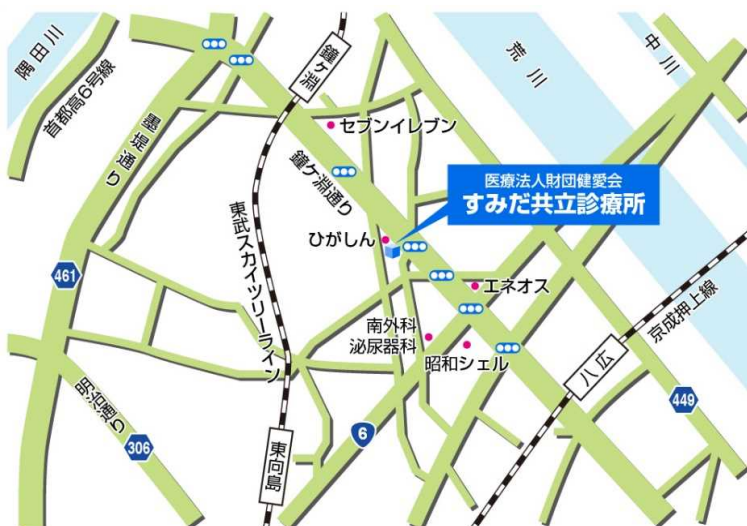 隅田川
首都高6号線
墨堤通り
鐘ヶ淵
セブンイレブン
鐘ヶ淵通り
荒川
中川
医療法人財団健愛会
すみだ共立診療所
ひがしん
東武スカイツリーライン
エネオス
461
南外科
泌尿器科
昭和シェル
京成押上線
八広
明治通り
306
東向島
6
449